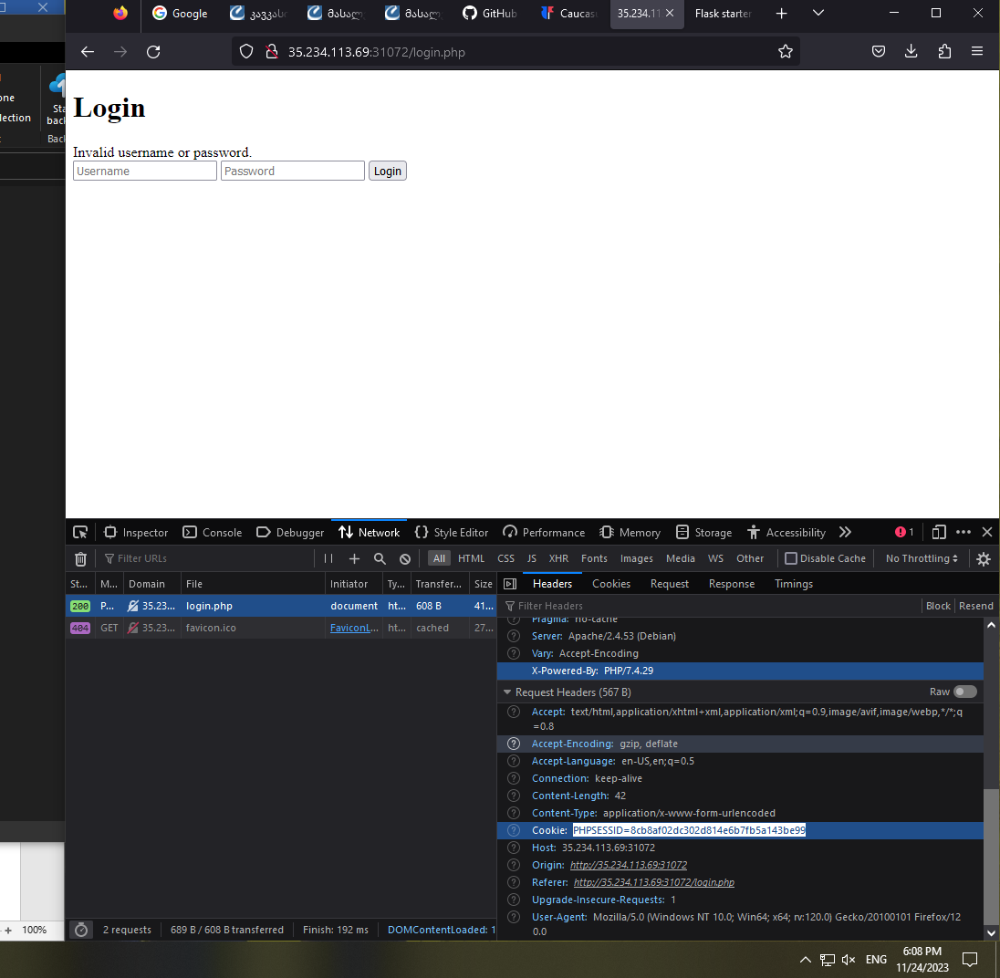 Google
კავკასი
მასალ
მასალ
GitHub
Caucas
35.234.11
Flask starter
35.234.113.69:31072/login.php
one
lection
Sta
back
Bac
Login
Invalid username or password.
Username
Password
Login
Inspector
Console
Debugger
Network
Style Editor
Performance
Memory
Storage
Accessibility
1
Filter URLs
All
HTML
CSS
JS
XHR
Fonts
Images
Media
WS
Other
Disable Cache
No Throttling
St...
M...
Domain
File
Initiator
Ty...
Transfer...
Size
200
P...
35.23...
login.php
document
ht...
608 B
41...
404
GET
35.23...
favicon.ico
FaviconL...
ht...
cached
27...
Headers
Cookies
Request
Response
Timings
Filter Headers
Block
Resend
Pragma: no-cache
Server: Apache/2.4.53 (Debian)
Vary: Accept-Encoding
X-Powered-By: PHP/7.4.29
Request Headers (567 B)
Raw
Accept: text/html,application/xhtml+xml,application/xml;q=0.9,image/avif,image/webp,*/*;q
=0.8
Accept-Encoding: gzip, deflate
Accept-Language: en-US,en;q=0.5
Connection: keep-alive
Content-Length: 42
Content-Type: application/x-www-form-urlencoded
Cookie: PHPSESSID=8cb8af02dc302d814e6b7fb5a143be99
Host: 35.234.113.69:31072
Origin: http://35.234.113.69:31072
Referer: http://35.234.113.69:31072/login.php
Upgrade-Insecure-Requests: 1
User-Agent: Mozilla/5.0 (Windows NT 10.0; Win64; x64; rv:120.0) Gecko/20100101 Firefox/12
0.0
2 requests
689 B / 608 B transferred
Finish: 192 ms
DOMContentLoaded: 1
+ 100%
ENG
6:08 PM
11/24/2023